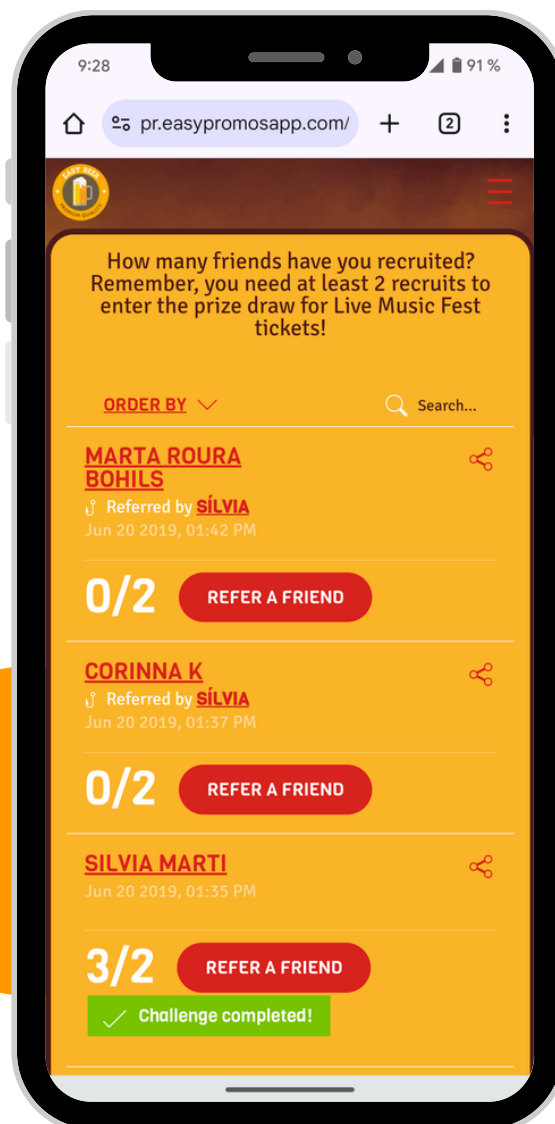 9:28
91 %
pr.easypromosapp.com/
2
EASY BEER
PREMIUM QUALITY
How many friends have you recruited?
Remember, you need at least 2 recruits to
enter the prize draw for Live Music Fest
tickets!
ORDER BY
Search...
MARTA ROURA
BOHILS
Referred by SÍLVIA
Jun 20 2019, 01:42 PM
0/2
REFER A FRIEND
CORINNA K
Referred by SÍLVIA
Jun 20 2019, 01:37 PM
0/2
REFER A FRIEND
SILVIA MARTI
Jun 20 2019, 01:35 PM
3/2
REFER A FRIEND
Challenge completed!